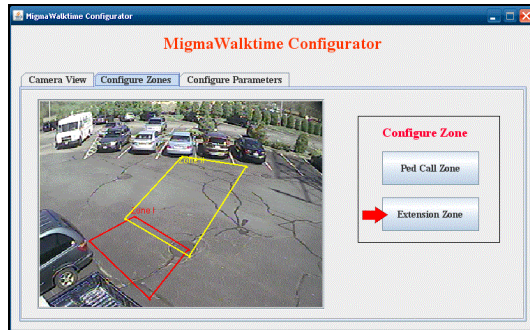 MigmaWalktime Configurator
MigmaWalktime Configurator
Camera View
Configure Zones
Configure Parameters
Configure Zone
Ped Call Zone
Extension Zone